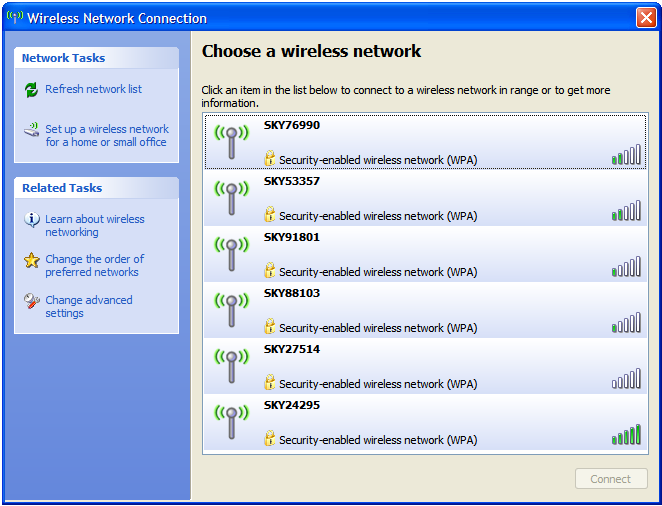 Wireless Network Connection
Network Tasks
Refresh network list
Set up a wireless network
for a home or small office
Related Tasks
Learn about wireless
networking
Change the order of
preferred networks
Change advanced
settings
Choose a wireless network
Click an item in the list below to connect to a wireless network in range or to get more
information.
SKY76990
Security-enabled wireless network (WPA)
SKY53357
Security-enabled wireless network (WPA)
SKY91801
Security-enabled wireless network (WPA)
SKY88103
Security-enabled wireless network (WPA)
SKY27514
Security-enabled wireless network (WPA)
SKY24295
Security-enabled wireless network (WPA)
Connect